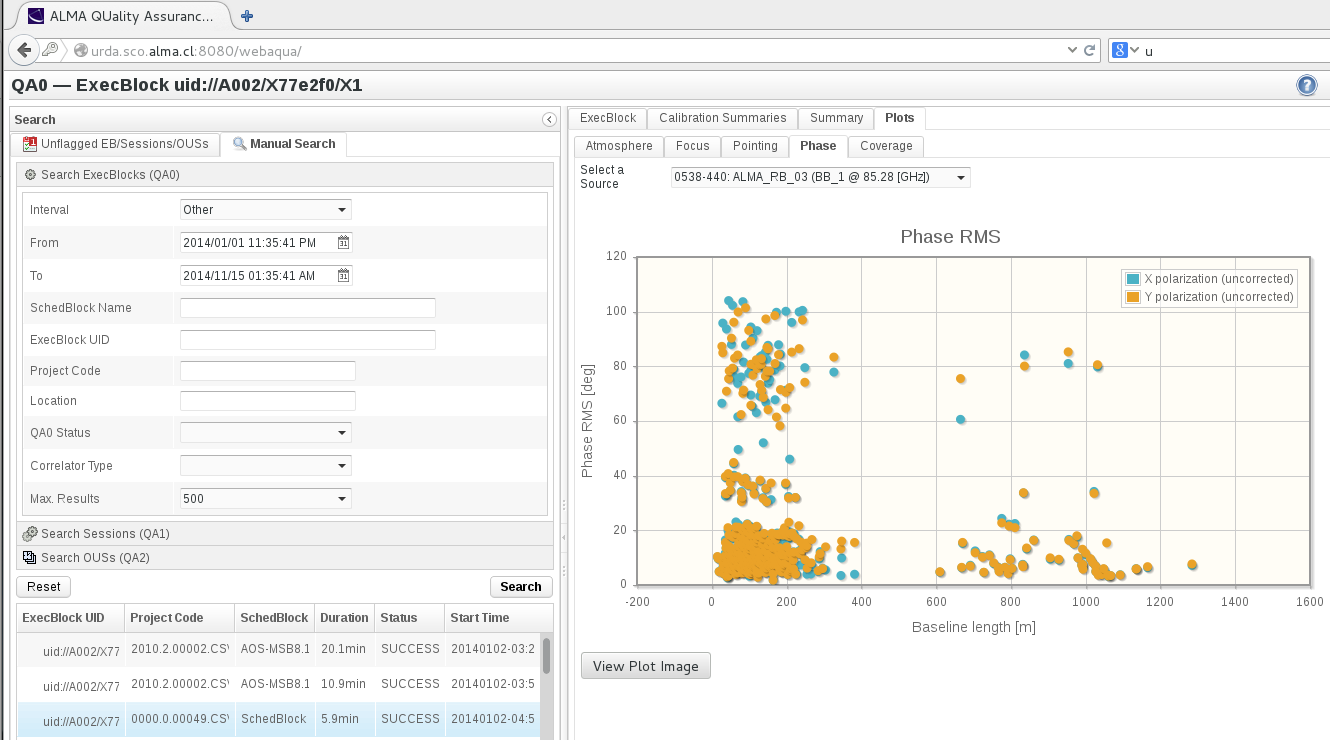 ALMA QUality Assuranc...
urda.sco.alma.cl:8080/webaqua/
8 u
QA0 — ExecBlock uid://A002/X77e2f0/X1
?
Search
Unflagged EB/Sessions/OUSs Manual Search
Search ExecBlocks (QA0)
Interval Other
From 2014/01/01 11:35:41 PM 31
To 2014/11/15 01:35:41 AM 31
SchedBlock Name
ExecBlock UID
Project Code
Location
QA0 Status
Correlator Type
Max. Results 500
Search Sessions (QA1)
Search OUSs (QA2)
Reset Search
ExecBlock UID Project Code SchedBlock Duration Status Start Time
uid://A002/X77 2010.2.00002.CSV AOS-MSB8.1 20.1min SUCCESS 20140102-03:2
uid://A002/X77 2010.2.00002.CSV AOS-MSB8.1 10.9min SUCCESS 20140102-03:5
uid://A002/X77 0000.0.00049.CSV SchedBlock 5.9min SUCCESS 20140102-04:5
ExecBlock Calibration Summaries Summary Plots
Atmosphere Focus Pointing Phase Coverage
Select a
Source
0538-440: ALMA_RB_03 (BB_1 @ 85.28 [GHz])
Phase RMS
X polarization (uncorrected)
Y polarization (uncorrected)
Phase RMS [deg]
120
100
80
60
40
20
0
-200 0 200 400 600 800 1000 1200 1400 1600
Baseline length [m]
View Plot Image